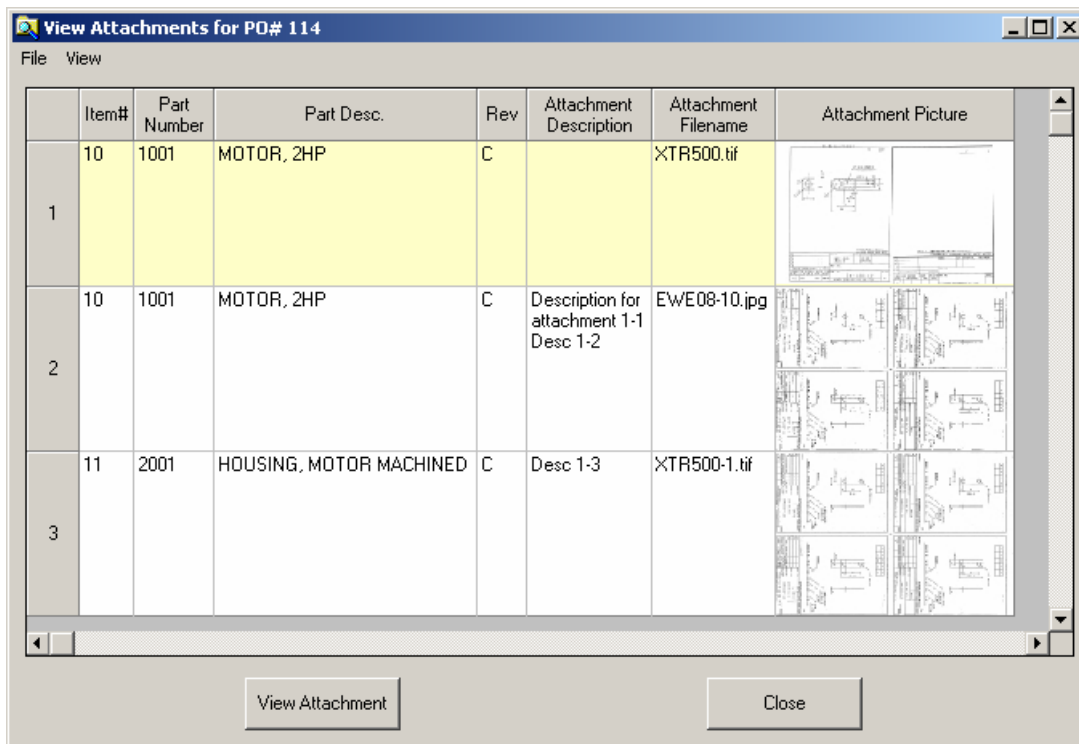 View Attachments for PO# 114
File View
Item# Part Number Part Desc. Rev Attachment Description Attachment Filename Attachment Picture
1 10 1001 MOTOR, 2HP C XTR500.tif
2 10 1001 MOTOR, 2HP C Description for attachment 1-1 Desc 1-2 EWE08-10.jpg
3 11 2001 HOUSING, MOTOR MACHINED C Desc 1-3 XTR500-1.tif
View Attachment Close